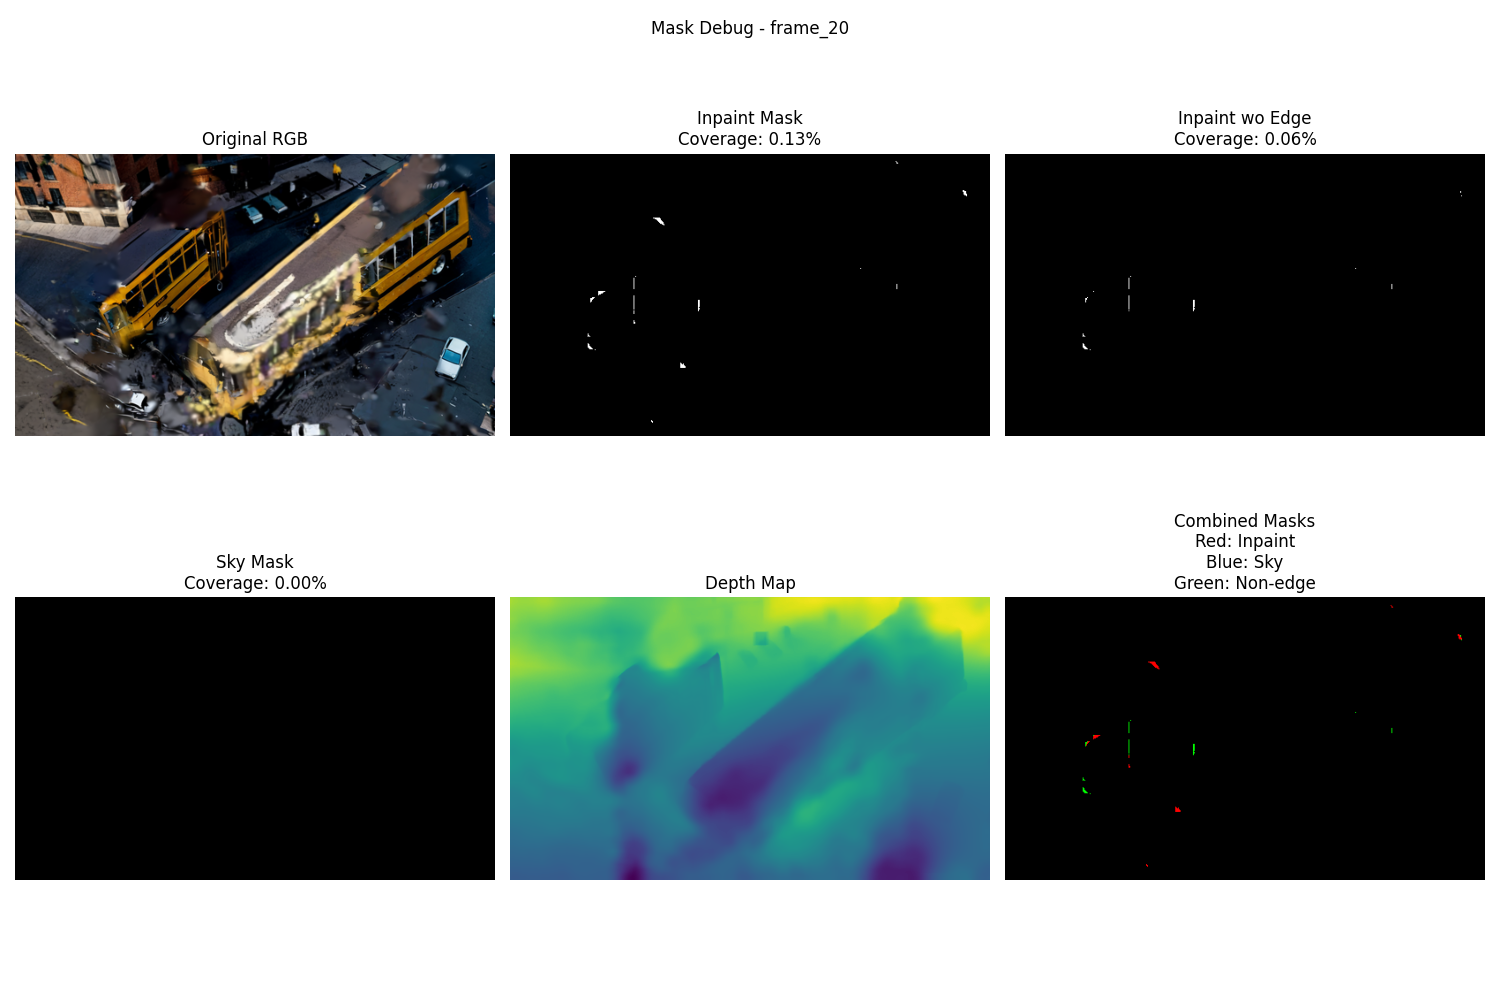 Mask Debug - frame_20
Original RGB
Inpaint Mask
Coverage: 0.13%
Inpaint wo Edge
Coverage: 0.06%
Sky Mask
Coverage: 0.00%
Depth Map
Combined Masks
Red: Inpaint
Blue: Sky
Green: Non-edge